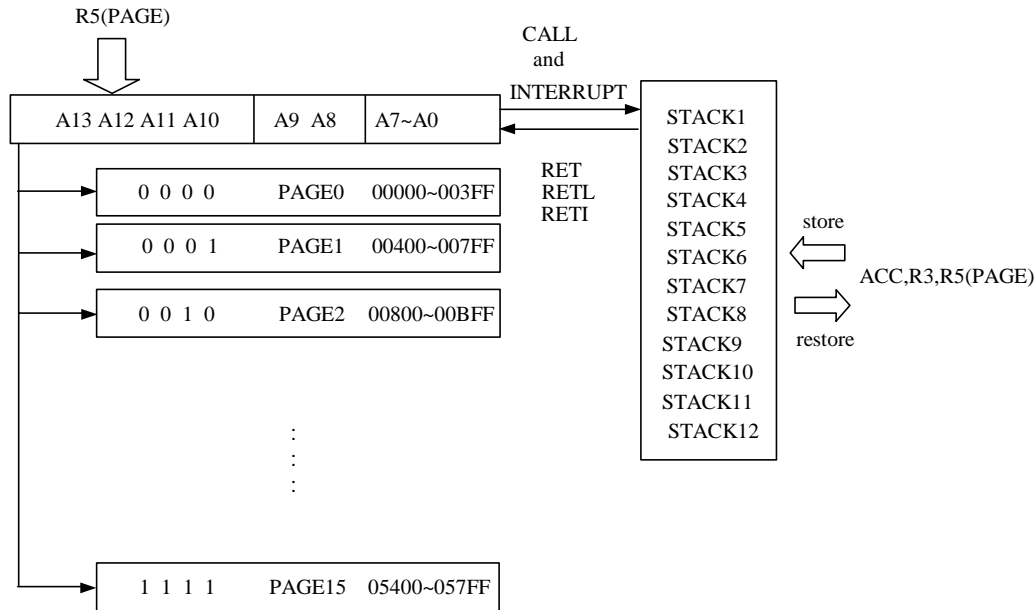 R5(PAGE)
A13 A12 A11 A10 A9 A8 A7~A0
0 0 0 0 PAGE0 00000~003FF
0 0 0 1 PAGE1 00400~007FF
0 0 1 0 PAGE2 00800~00BFF
:
:
:
1 1 1 1 PAGE15 05400~057FF
CALL
and
INTERRUPT
RET
RETL
RETI
STACK1
STACK2
STACK3
STACK4
STACK5
STACK6
STACK7
STACK8
STACK9
STACK10
STACK11
STACK12
store
ACC,R3,R5(PAGE)
restore